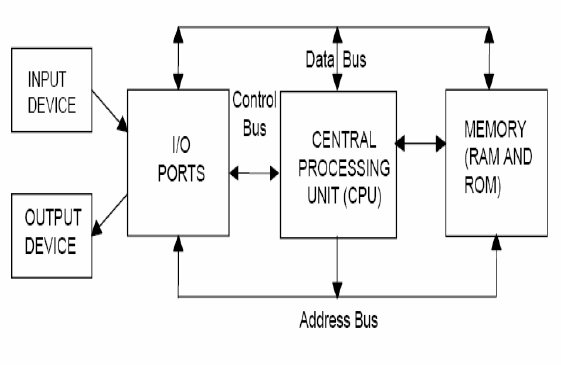 INPUT
DEVICE
OUTPUT
DEVICE
I/O
PORTS
Control
Bus
Data Bus
CENTRAL
PROCESSING
UNIT (CPU)
MEMORY
(RAM AND
ROM)
Address Bus